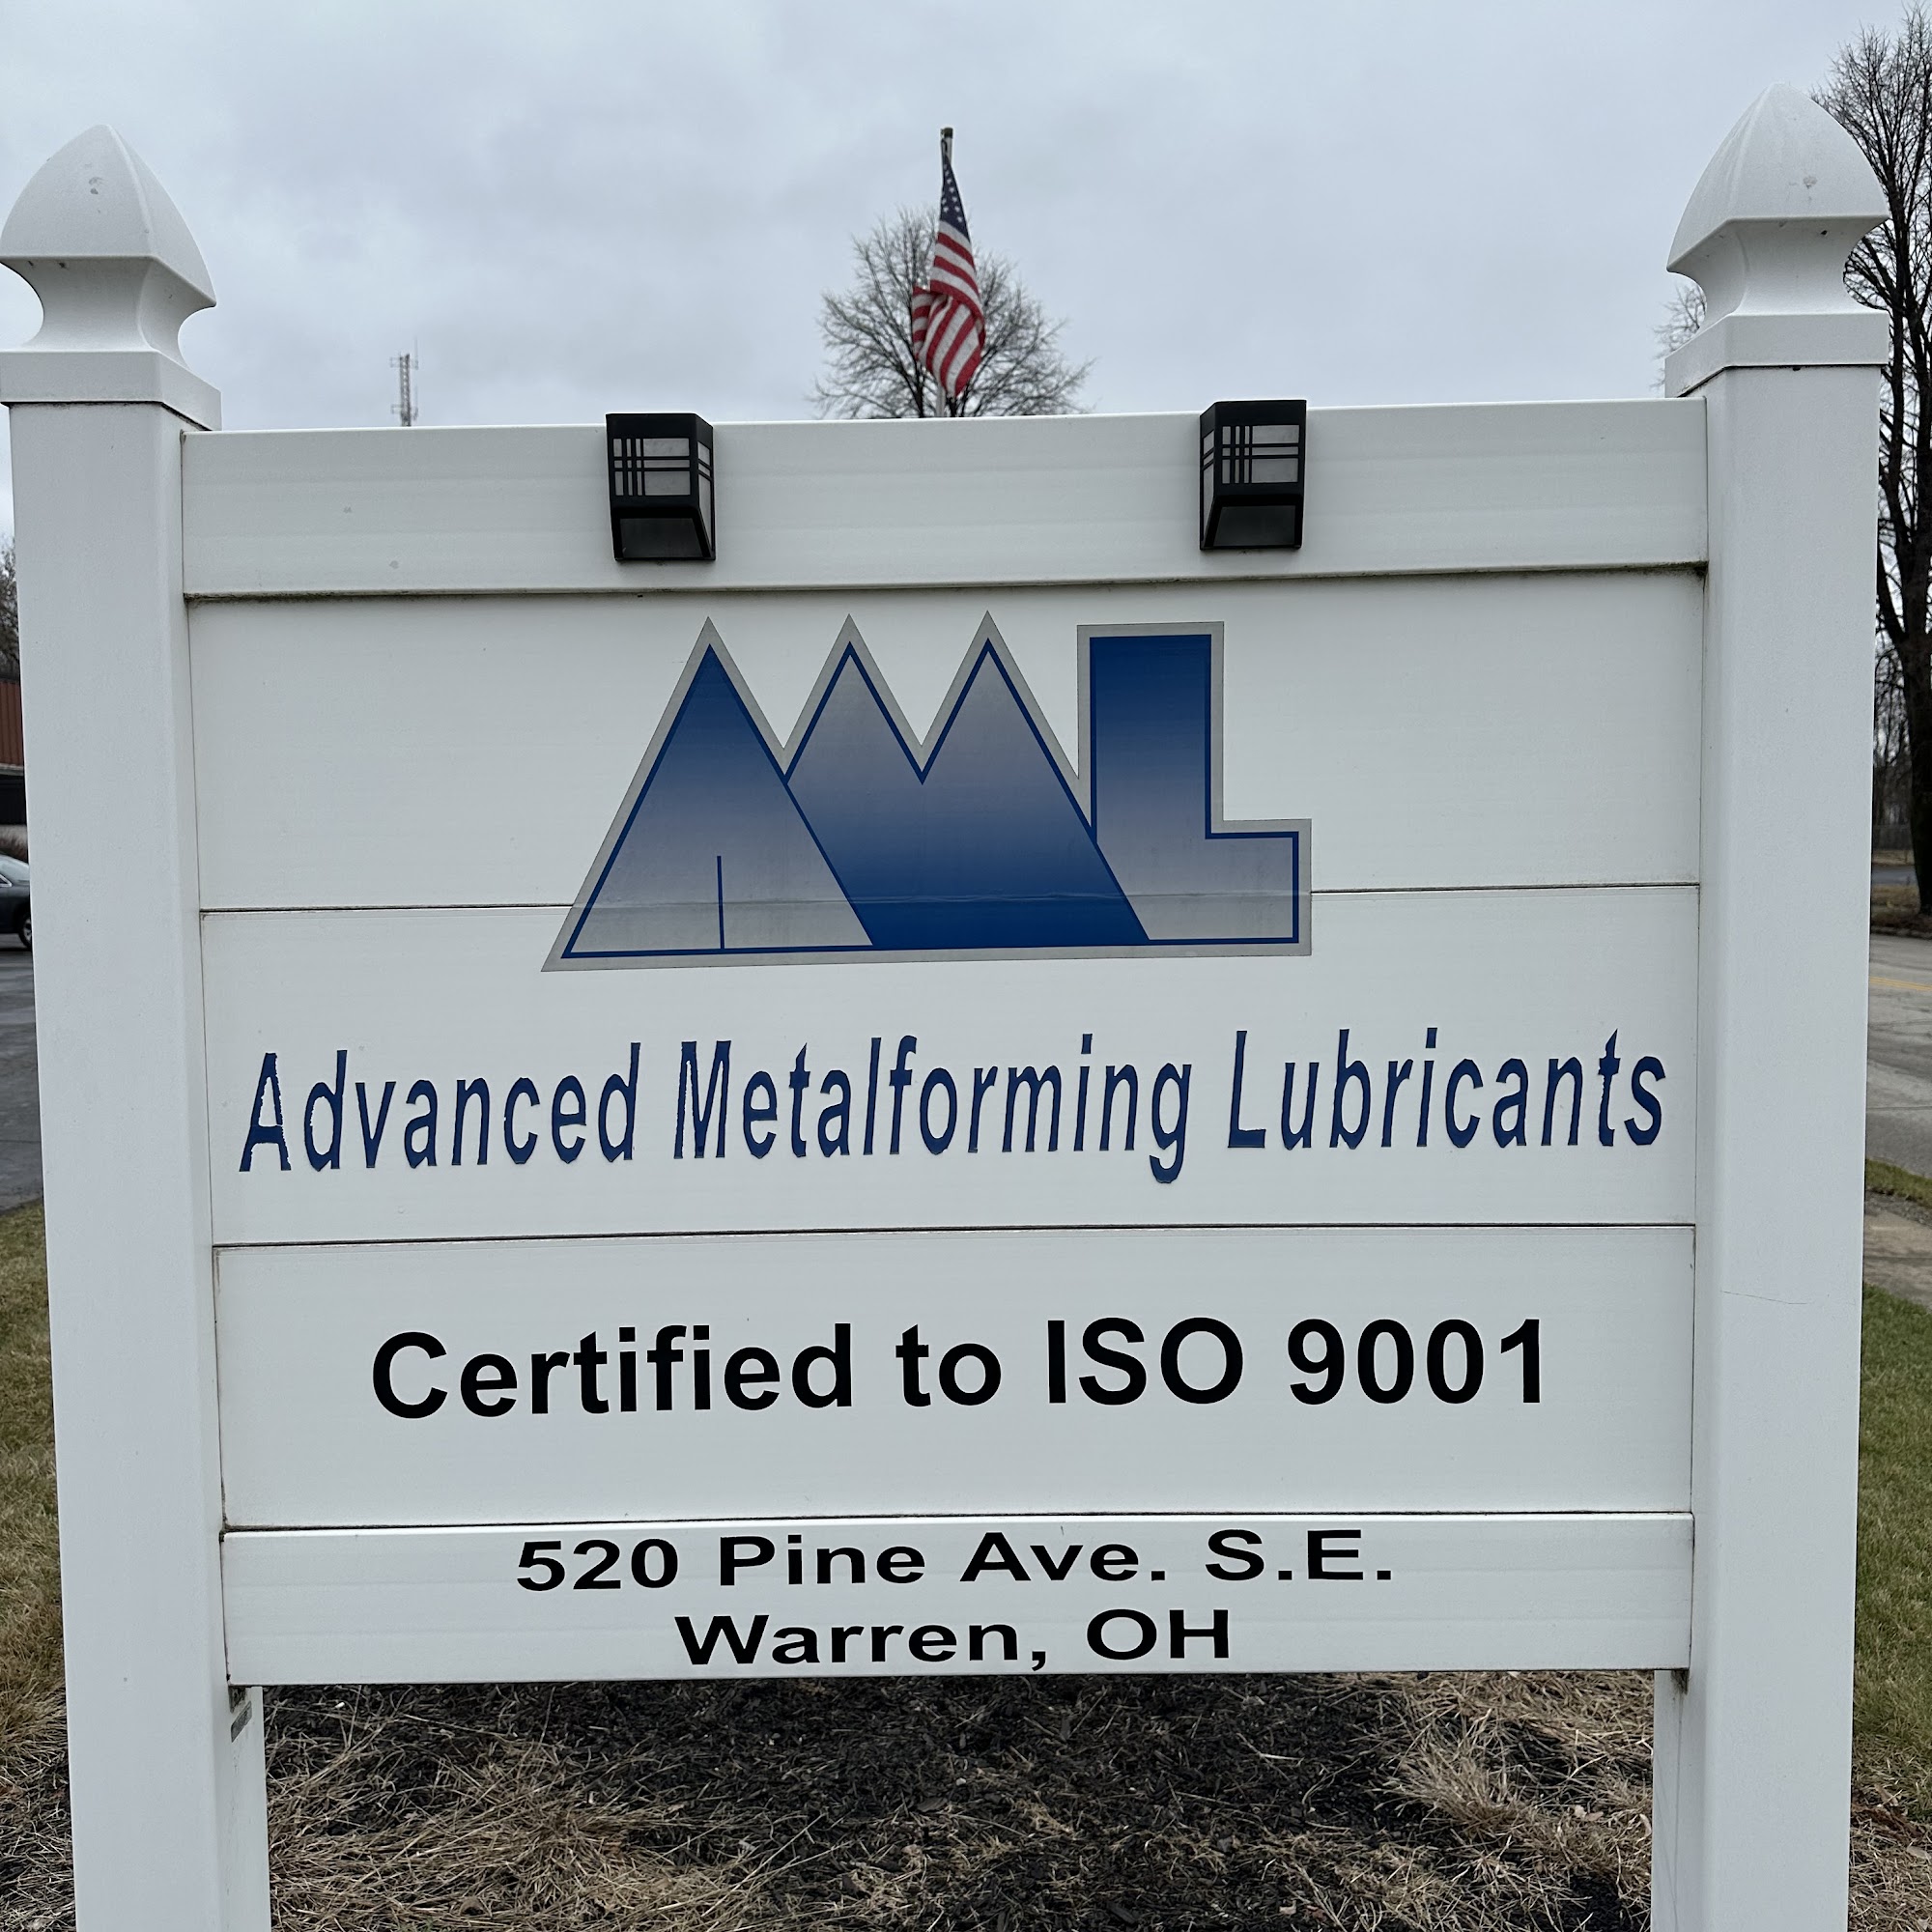 AML
Advanced Metalforming Lubricants
Certified to ISO 9001
520 Pine Ave. S.E.
Warren, OH